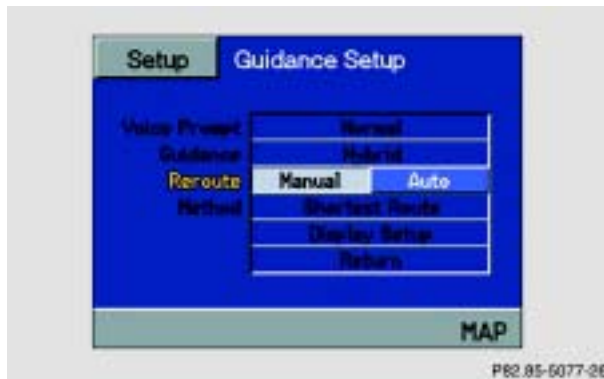 Setup Guidance Setup
Voice Prompt Normal
Guidance Hybrid
Reroute Manual Auto
Method Shortest Route
Display Setup
Return
MAP
P82.85-5077-26